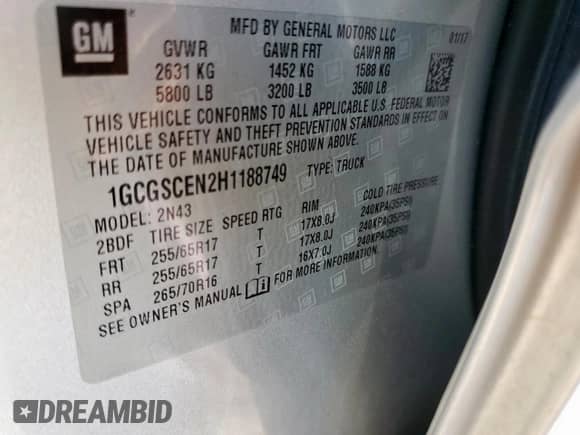 GM
MFD BY GENERAL MOTORS LLC 01/17
GVWR GAWR FRT GAWR RR
2631 KG 1452 KG 1588 KG
5800 LB 3200 LB 3500 LB
THIS VEHICLE CONFORMS TO ALL APPLICABLE U.S. FEDERAL MOTOR
VEHICLE SAFETY AND THEFT PREVENTION STANDARDS IN EFFECT ON
THE DATE OF MANUFACTURE SHOWN ABOVE.
1GCGSCEN2H1188749 TYPE: TRUCK
MODEL: 2N43
2BDF TIRE SIZE SPEED RTG RIM COLD TIRE PRESSURE
FRT 255/65R17 T 17X8.0J 240KPA(35PSI)
RR 255/65R17 T 17X8.0J 240KPA(35PSI)
SPA 265/70R16 T 16X7.0J 240KPA(35PSI)
SEE OWNER'S MANUAL FOR MORE INFORMATION.
DREAMBID